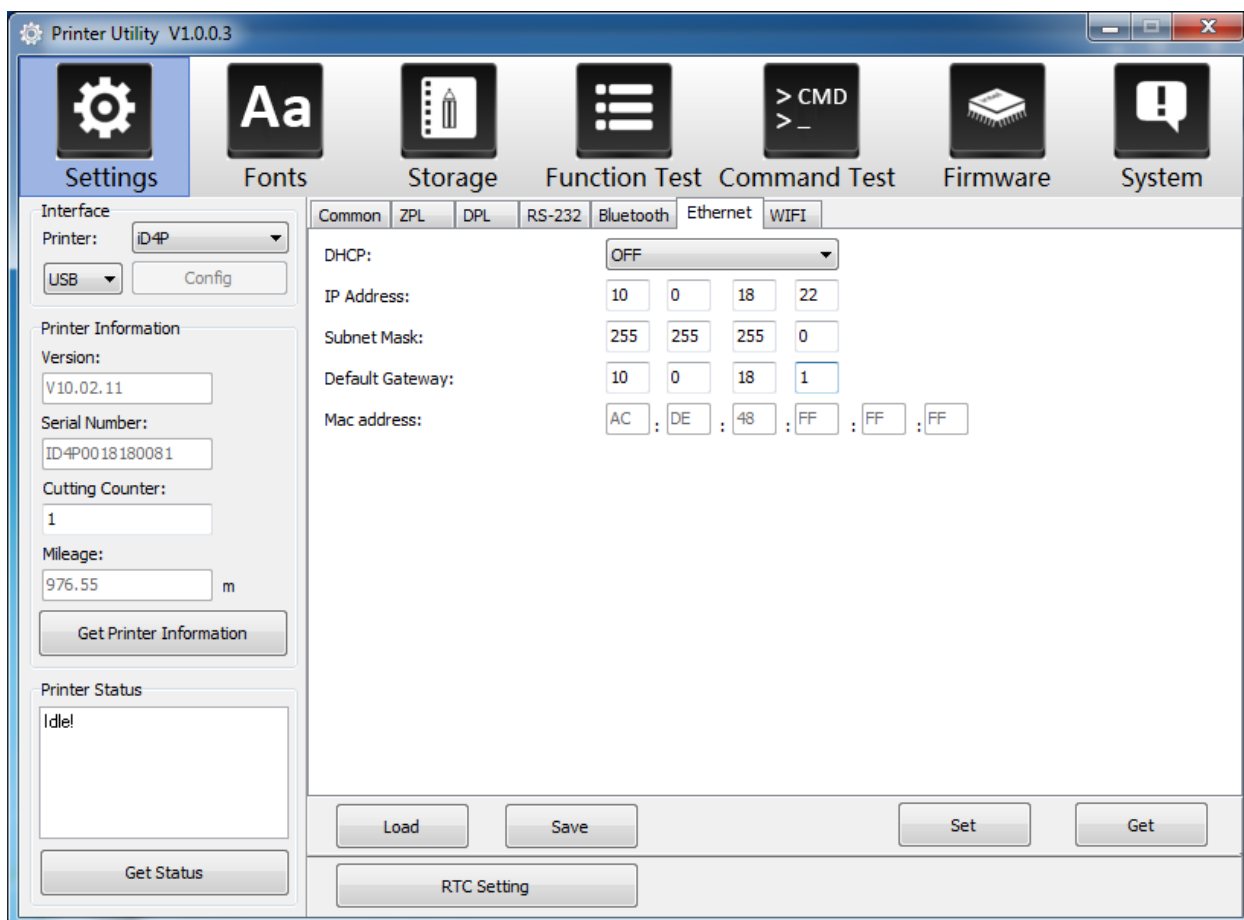 Printer Utility V1.0.0.3
Aa
> CMD
>_
Settings Fonts Storage Function Test Command Test Firmware System
Interface
Printer: iD4P
USB Config
Printer Information
Version:
V10.02.11
Serial Number:
ID4P0018180081
Cutting Counter:
1
Mileage:
976.55 m
Get Printer Information
Printer Status
Idle!
Get Status
Common ZPL DPL RS-232 Bluetooth Ethernet WIFI
DHCP: OFF
IP Address: 10 0 18 22
Subnet Mask: 255 255 255 0
Default Gateway: 10 0 18 1
Mac address: AC : DE : 48 : FF : FF : FF
Load Save Set Get
RTC Setting